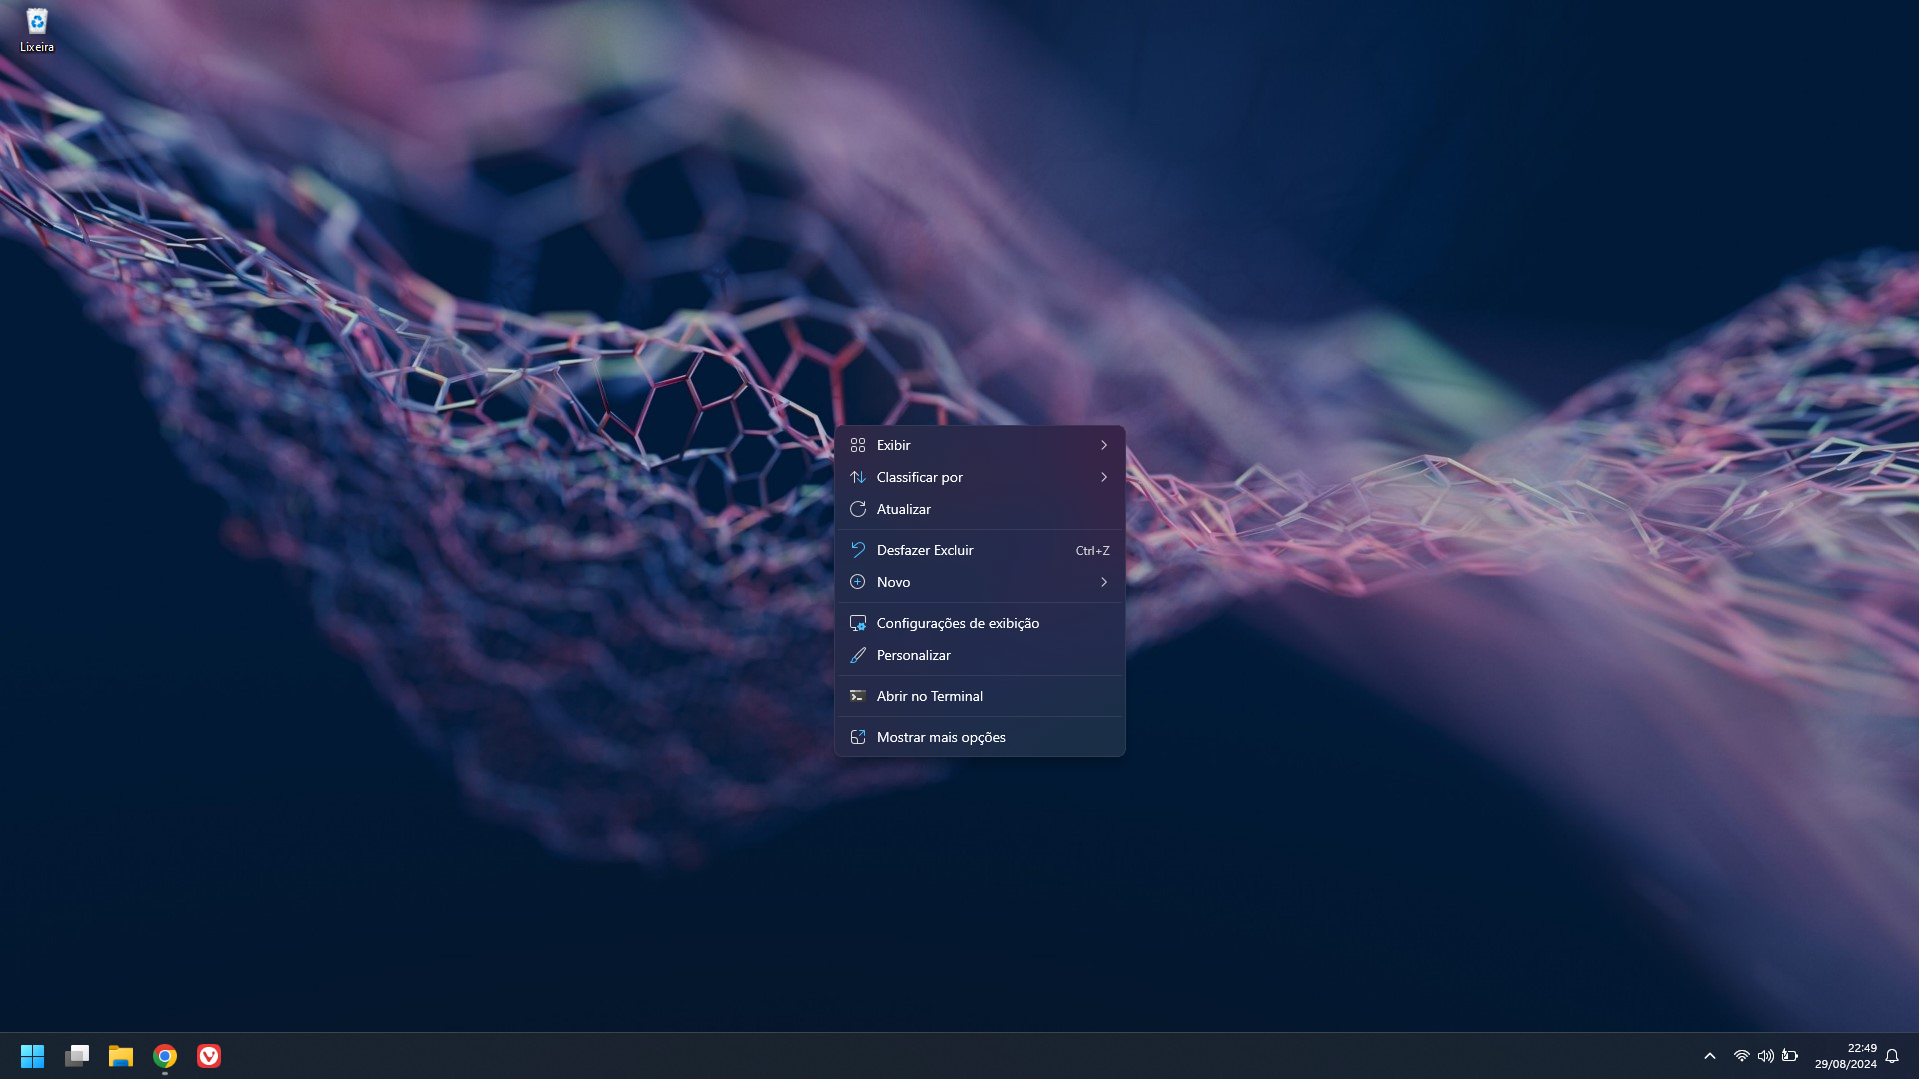 Lixeira
Exibir
Classificar por
Atualizar
Desfazer Excluir Ctrl+Z
Novo
Configurações de exibição
Personalizar
Abrir no Terminal
Mostrar mais opções
22:49
29/08/2024